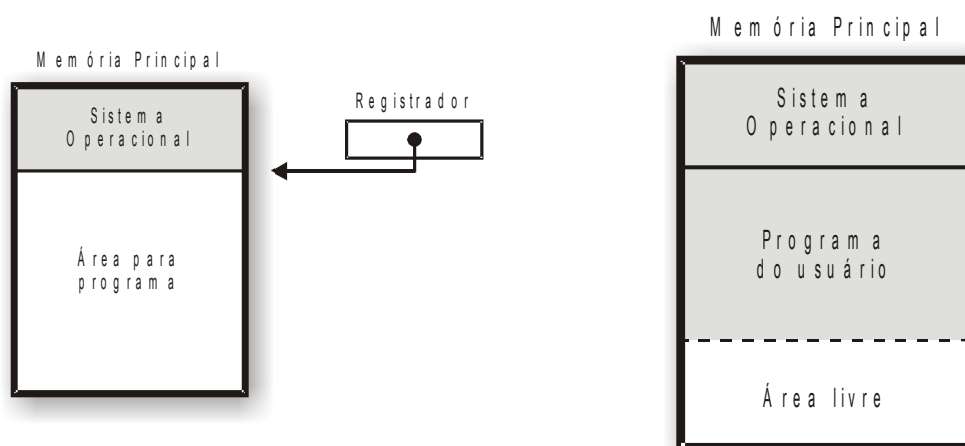 Memória Principal
Sistema
Operacional
Área para
programa
Registrador
Memória Principal
Sistema
Operacional
Programa
do usuário
Área livre